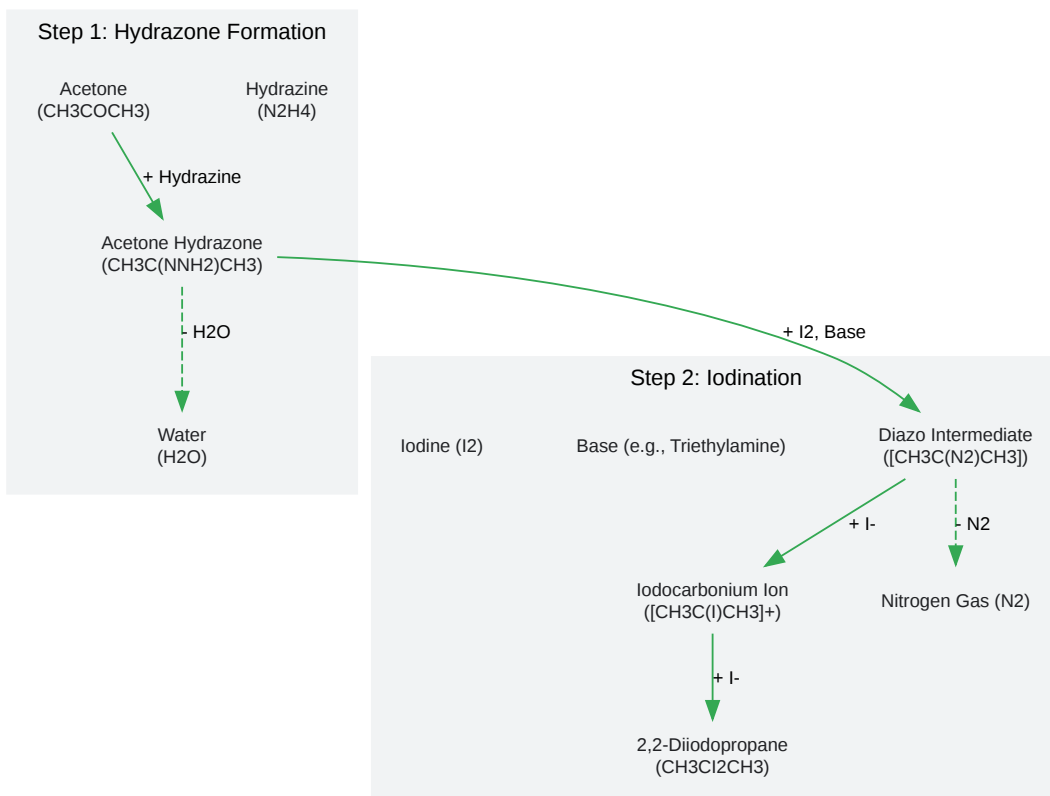 Step 1: Hydrazone Formation
Acetone
(CH3COCH3)
Hydrazine
(N2H4)
+ Hydrazine
Acetone Hydrazone
(CH3C(NNH2)CH3)
- H2O
Water
(H2O)
+ I2, Base
Step 2: Iodination
Iodine (I2)
Base (e.g., Triethylamine)
Diazo Intermediate
([CH3C(N2)CH3])
+ I-
- N2
Iodocarbonium Ion
([CH3C(I)CH3]+)
Nitrogen Gas (N2)
+ I-
2,2-Diiodopropane
(CH3CI2CH3)